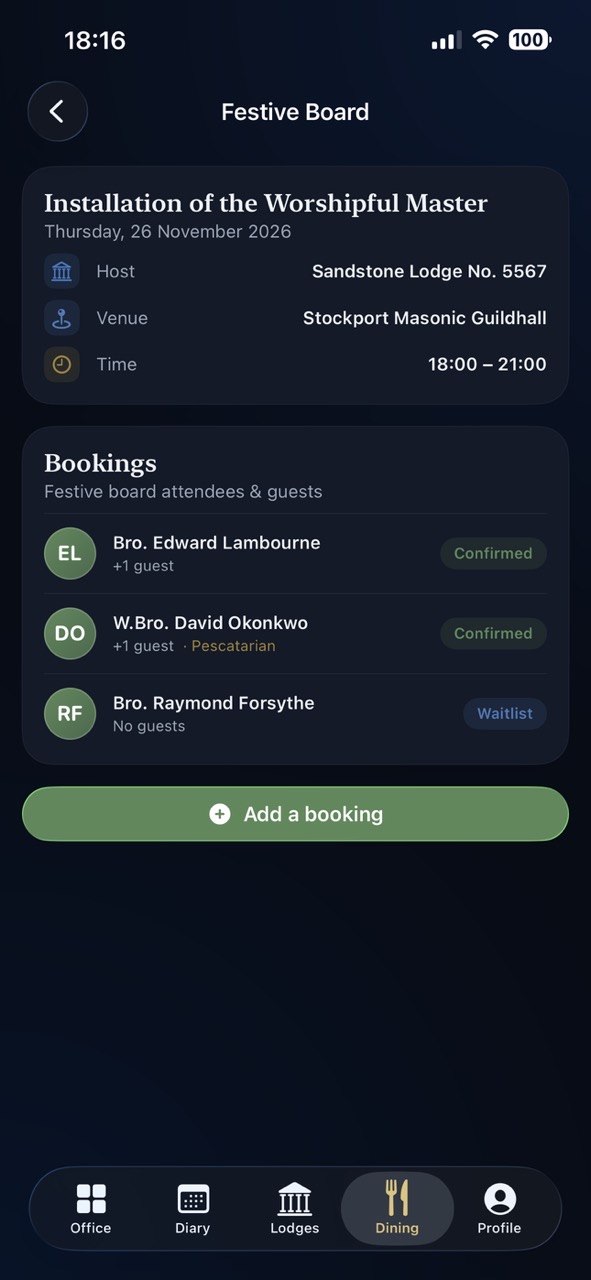 18:16
100
Festive Board
Installation of the Worshipful Master
Thursday, 26 November 2026
Host Sandstone Lodge No. 5567
Venue Stockport Masonic Guildhall
Time 18:00 – 21:00
Bookings
Festive board attendees & guests
EL Bro. Edward Lambourne Confirmed
+1 guest
DO W.Bro. David Okonkwo Confirmed
+1 guest · Pescatarian
RF Bro. Raymond Forsythe Waitlist
No guests
Add a booking
Office Diary Lodges Dining Profile